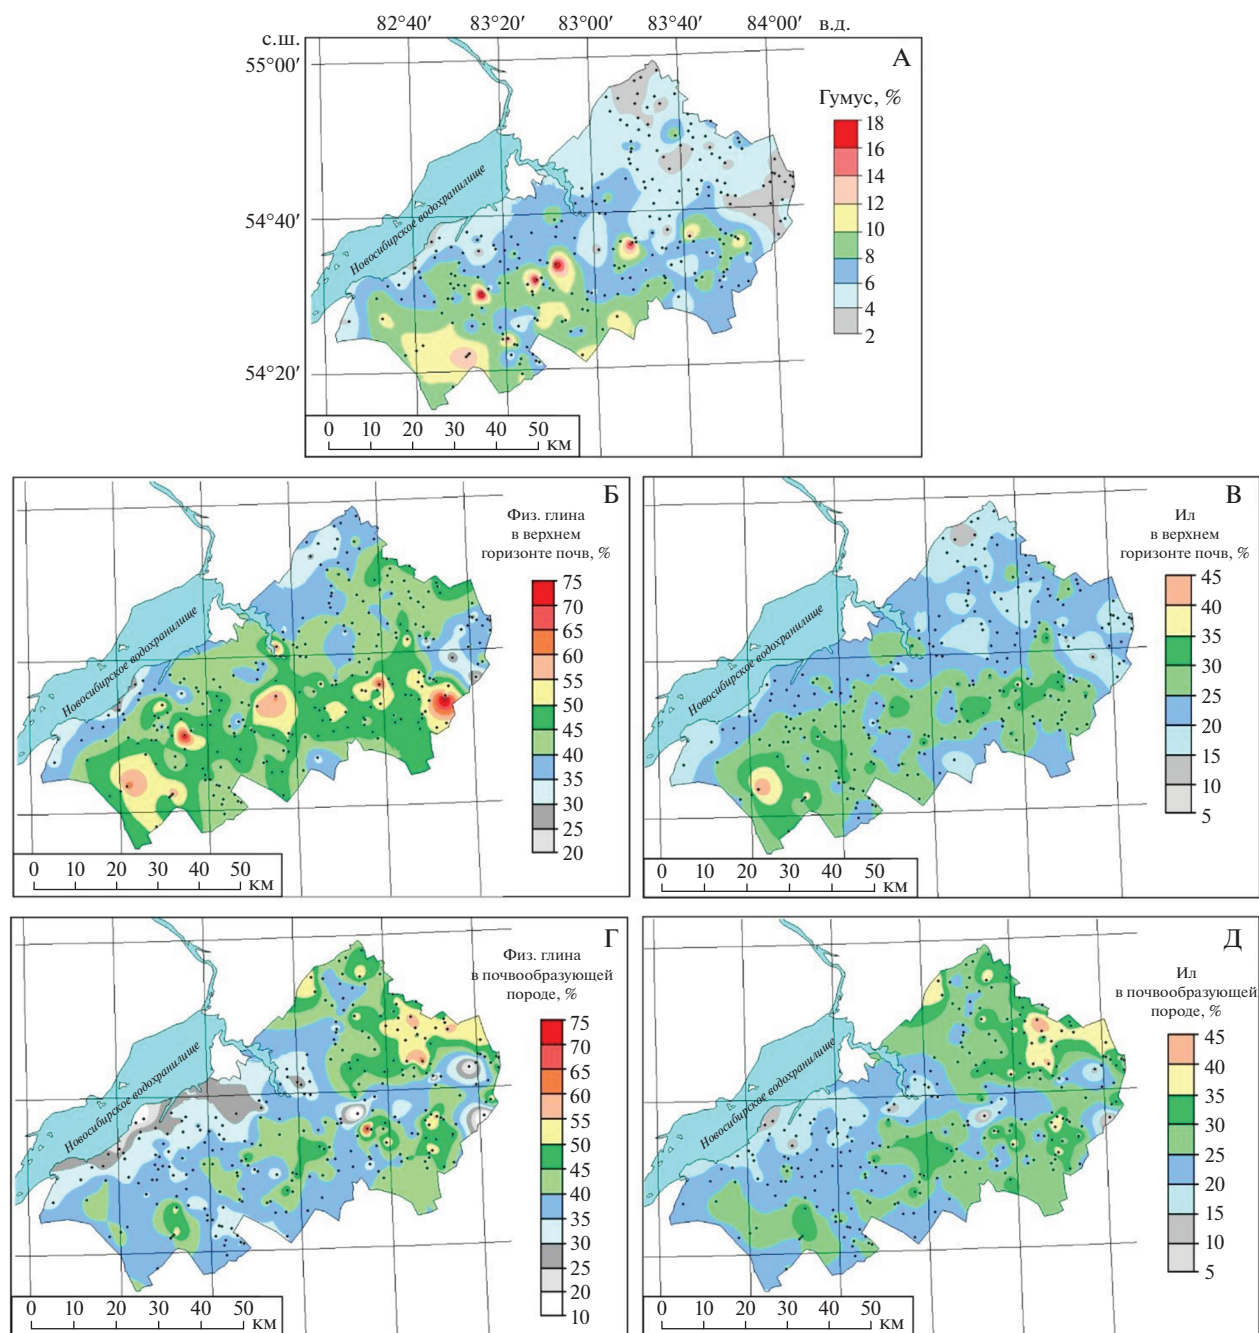 82°40′ 83°20′ 83°00′ 83°40′ 84°00′ в.д.
с.ш.
55°00′
54°40′
54°20′
А
Гумус, %
18
16
14
12
10
8
6
4
2
Новосибирское водохранилище
0 10 20 30 40 50
км
Б
Физ. глина
в верхнем
горизонте почв, %
75
70
65
60
55
50
45
40
35
30
25
20
Новосибирское водохранилище
0 10 20 30 40 50
км
В
Ил
в верхнем
горизонте почв, %
45
40
35
30
25
20
15
10
5
Новосибирское водохранилище
0 10 20 30 40 50
км
Г
Физ. глина
в почвообразующей
породе, %
75
70
65
60
55
50
45
40
35
30
25
20
10
Новосибирское водохранилище
0 10 20 30 40 50
км
Д
Ил
в почвообразующей
породе, %
45
40
35
30
25
20
15
10
5
Новосибирское водохранилище
0 10 20 30 40 50
км